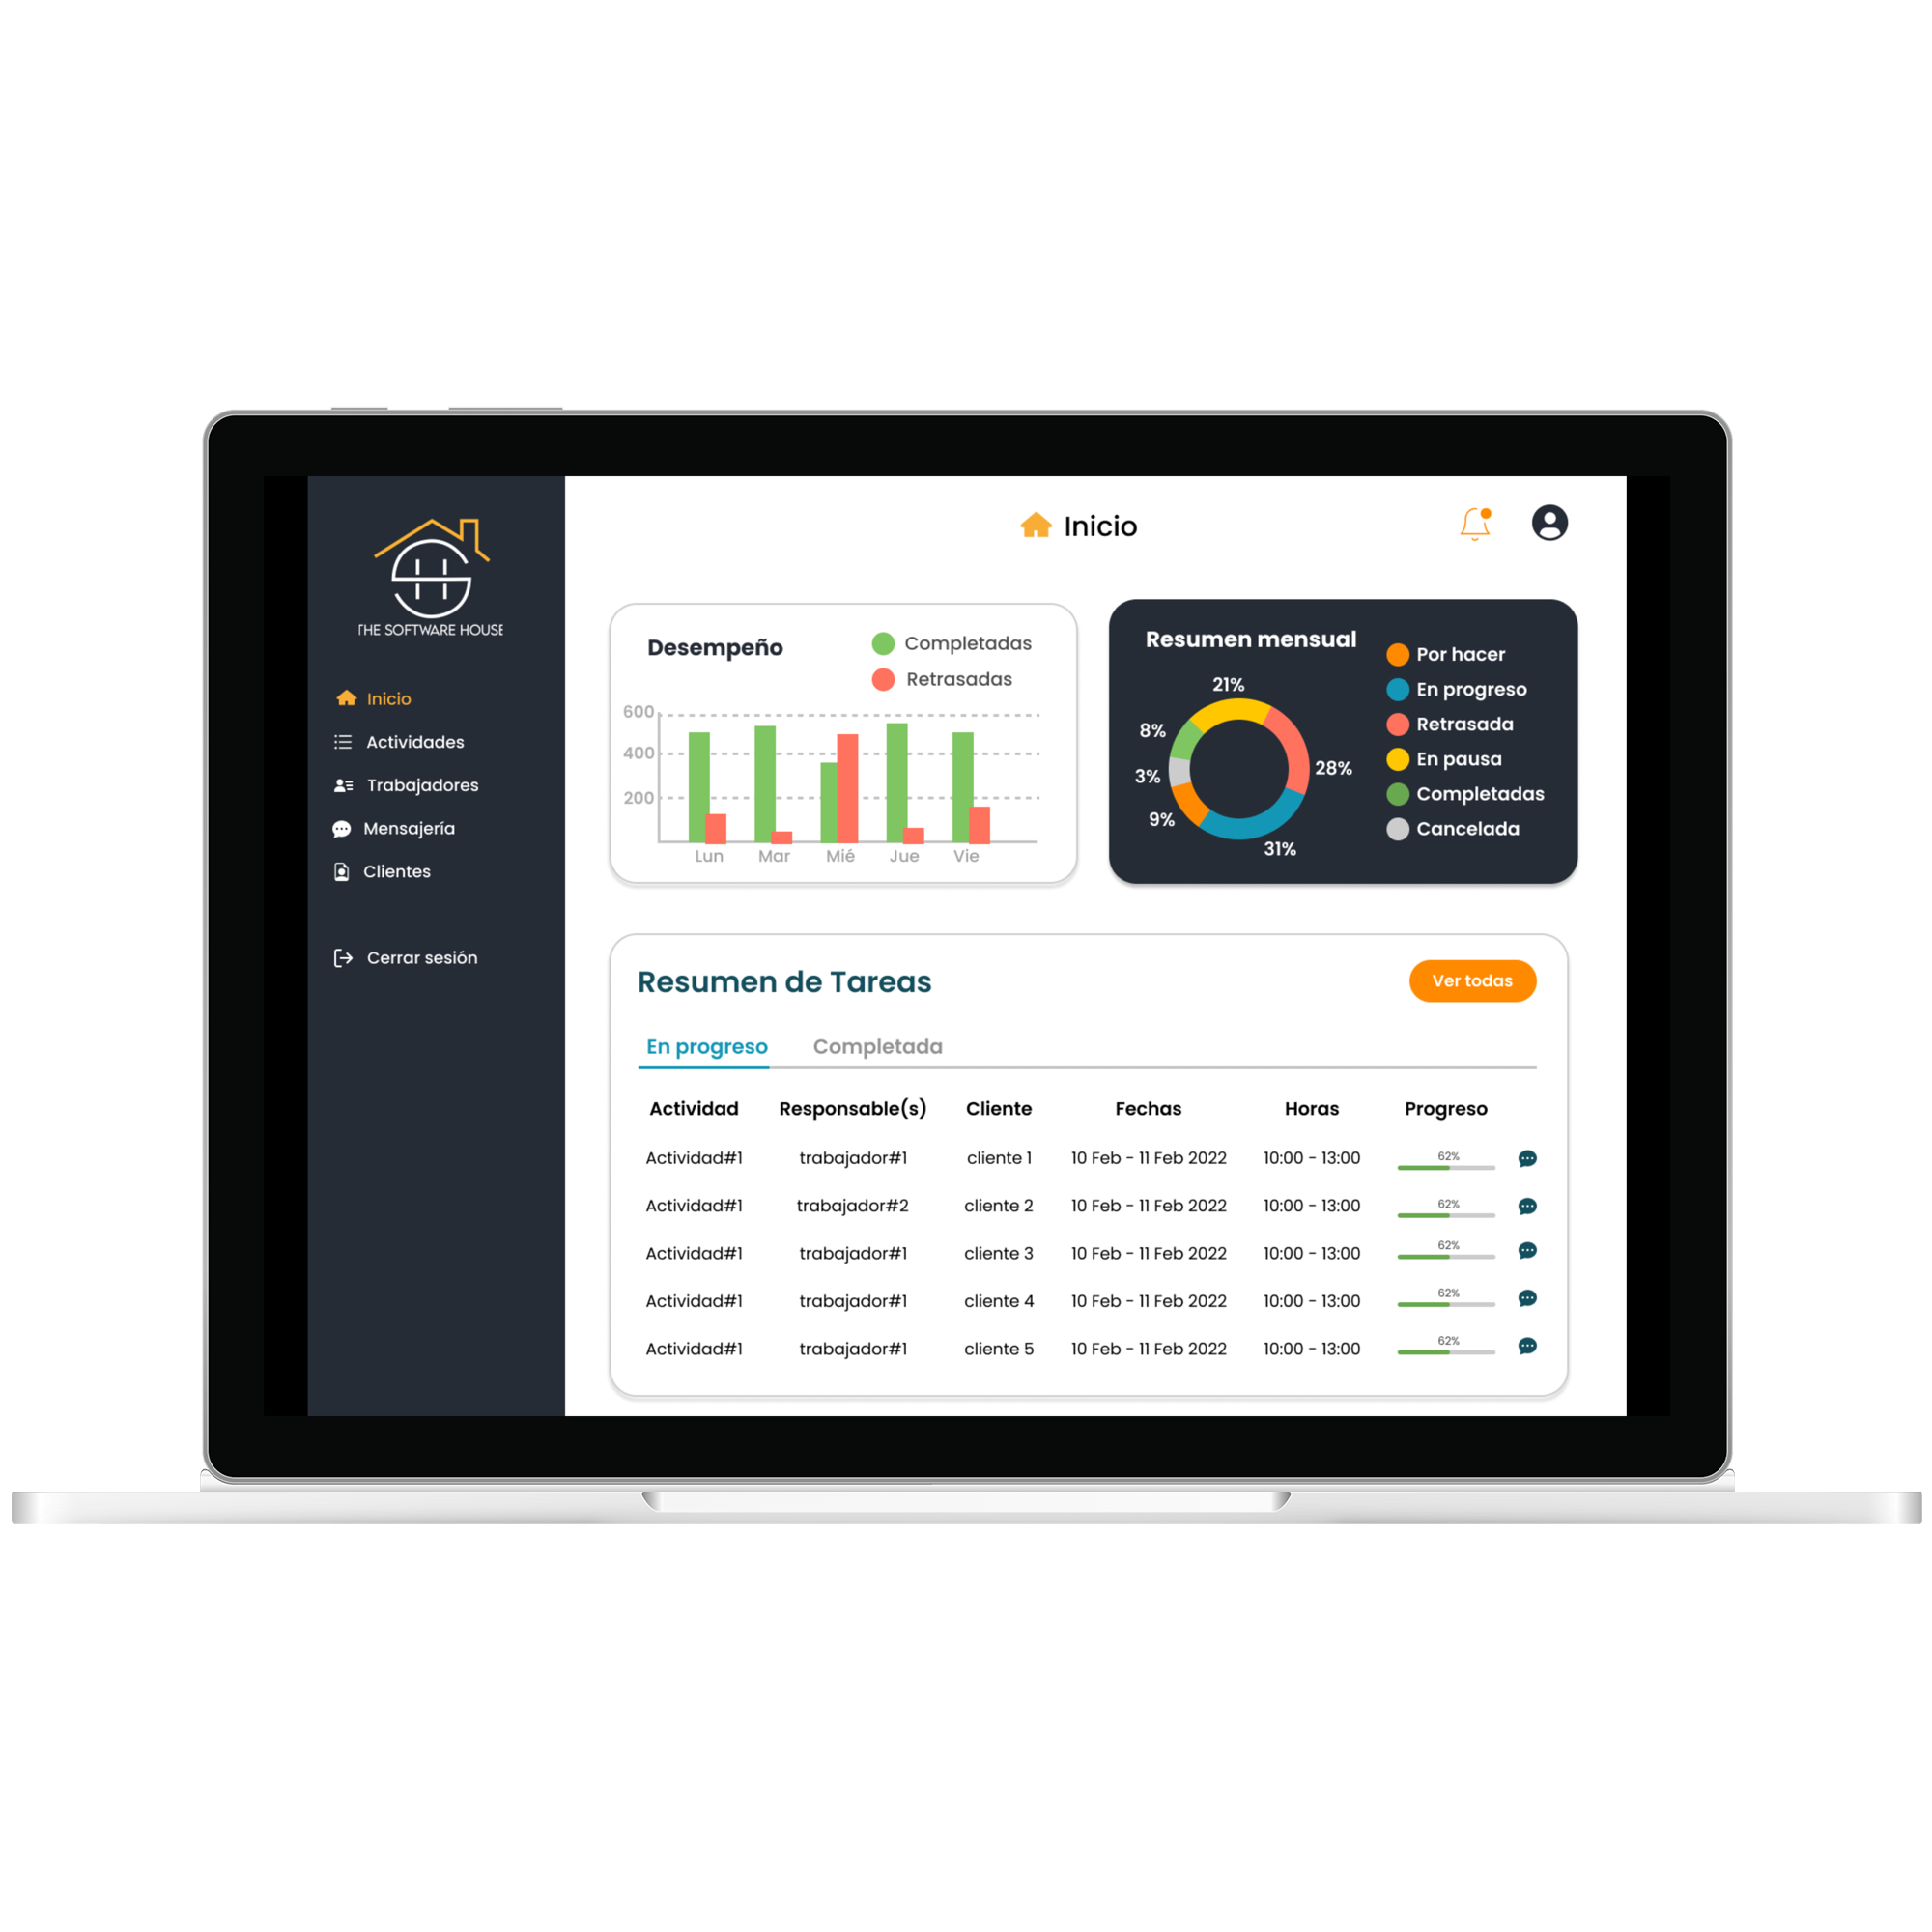 THE SOFTWARE HOUSE
Inicio
Actividades
Trabajadores
Mensajería
Clientes
Cerrar sesión
Inicio
Desempeño
Completadas
Retrasadas
600
400
200
Lun Mar Mié Jue Vie
Resumen mensual
21%
8%
3%
28%
9%
31%
Por hacer
En progreso
Retrasada
En pausa
Completadas
Cancelada
Resumen de Tareas
Ver todas
En progreso Completada
Actividad Responsable(s) Cliente Fechas Horas Progreso
Actividad#1 trabajador#1 cliente 1 10 Feb - 11 Feb 2022 10:00 - 13:00 62%
Actividad#1 trabajador#2 cliente 2 10 Feb - 11 Feb 2022 10:00 - 13:00 62%
Actividad#1 trabajador#1 cliente 3 10 Feb - 11 Feb 2022 10:00 - 13:00 62%
Actividad#1 trabajador#1 cliente 4 10 Feb - 11 Feb 2022 10:00 - 13:00 62%
Actividad#1 trabajador#1 cliente 5 10 Feb - 11 Feb 2022 10:00 - 13:00 62%